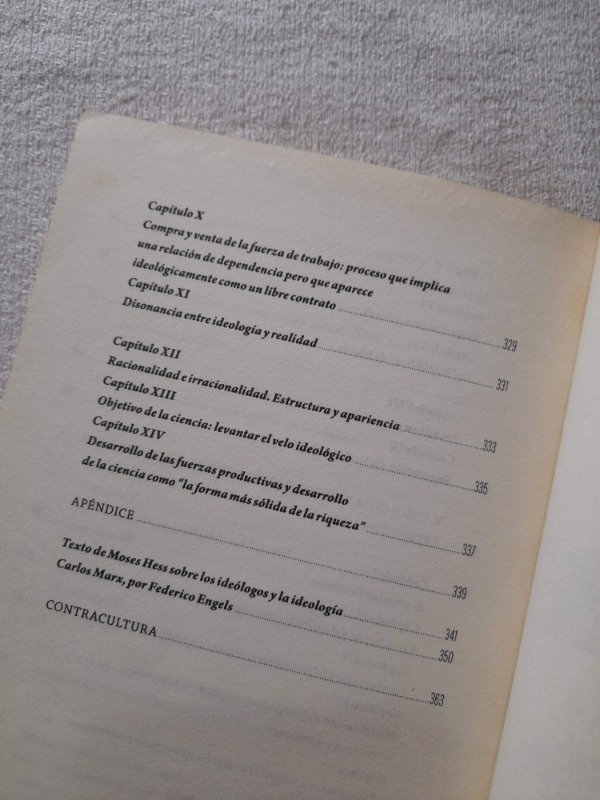 Capítulo X
Compra y venta de la fuerza de trabajo: proceso que implica
una relación de dependencia pero que aparece
ideológicamente como un libre contrato 329
Capítulo XI
Disonancia entre ideología y realidad 331
Capítulo XII
Racionalidad e irracionalidad. Estructura y apariencia 333
Capítulo XIII
Objetivo de la ciencia: levantar el velo ideológico 335
Capítulo XIV
Desarrollo de las fuerzas productivas y desarrollo
de la ciencia como “la forma más sólida de la riqueza” 337
APÉNDICE 339
Texto de Moses Hess sobre los ideólogos y la ideología 341
Carlos Marx, por Federico Engels 350
CONTRACULTURA 363